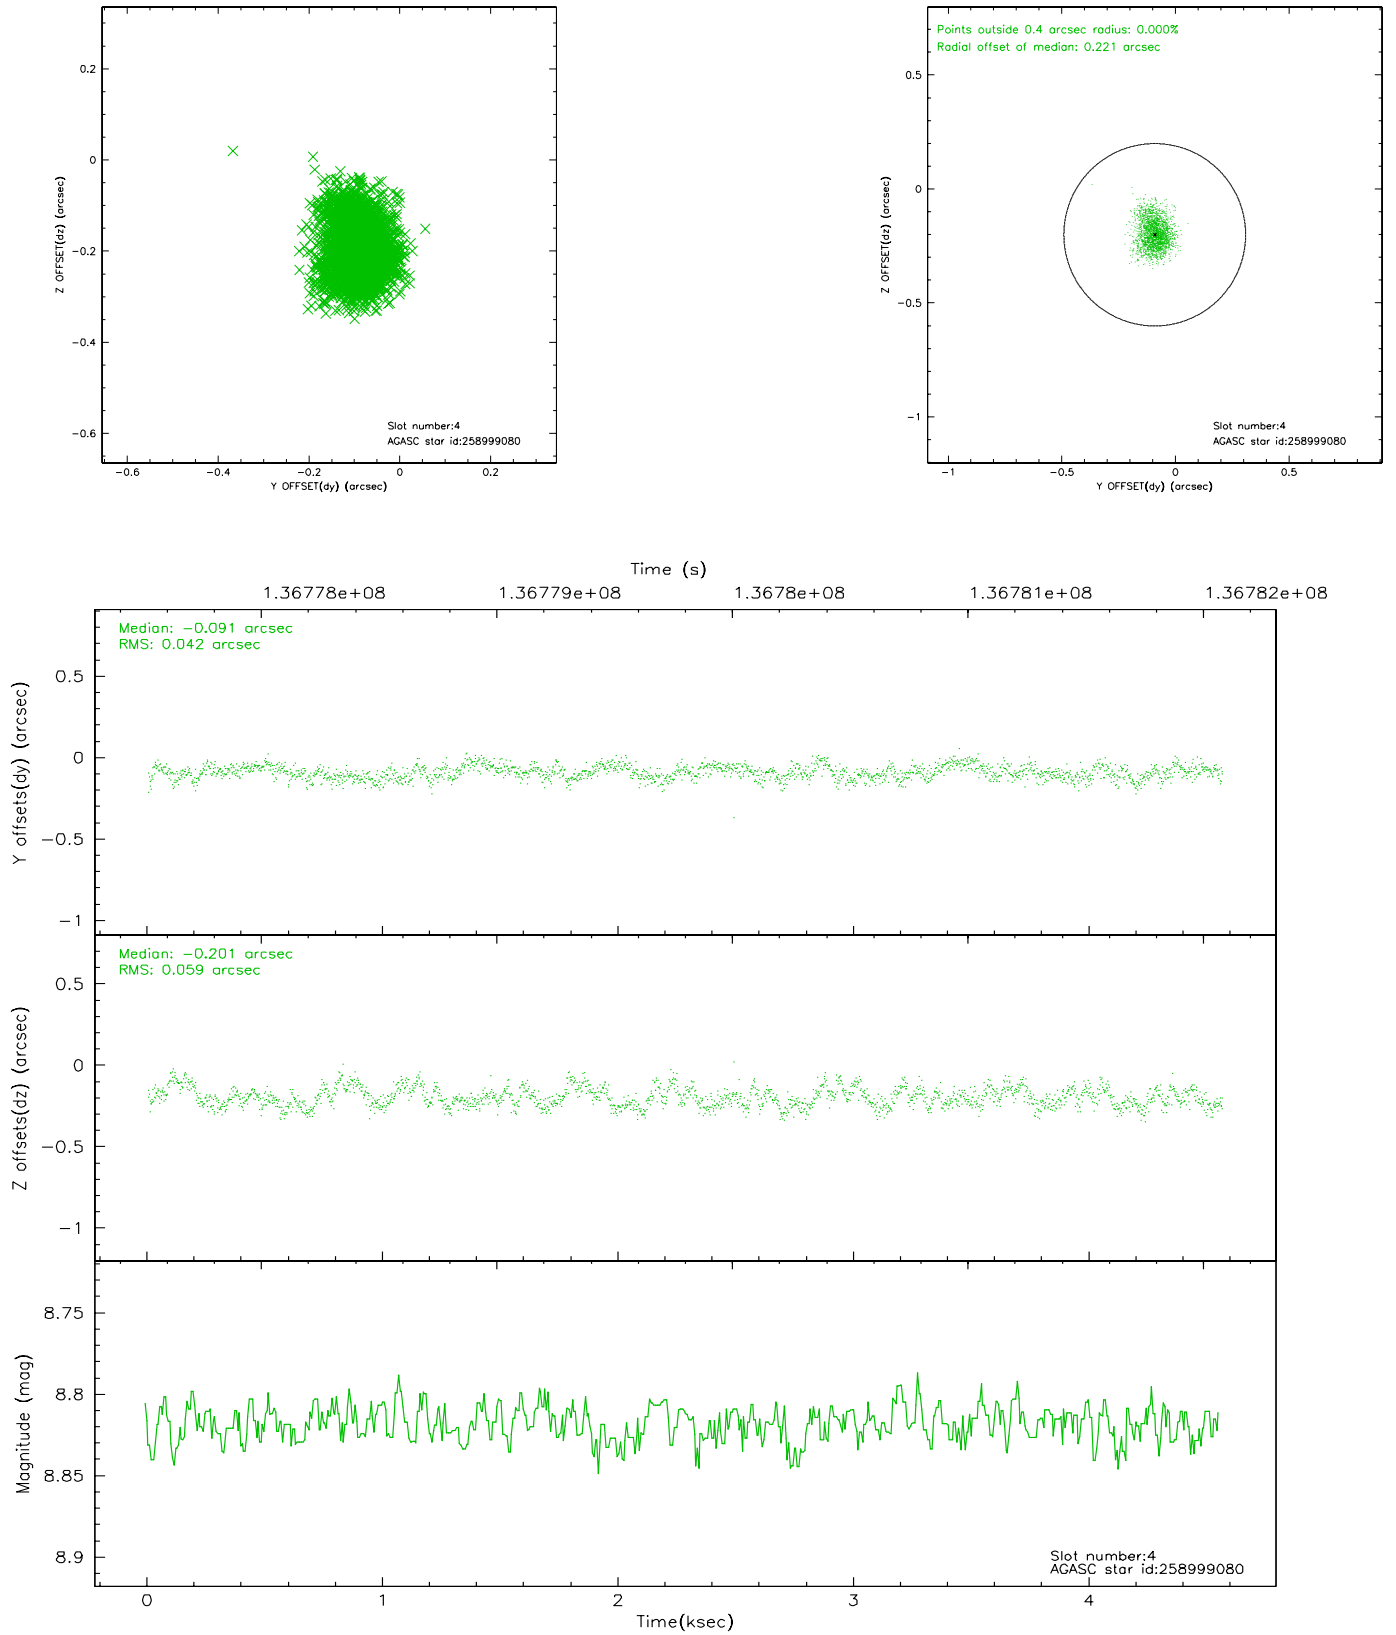 0.2
0
-0.2
-0.4
-0.6
Z OFFSET(dz) (arcsec)
Slot number:4
AGASC star id:258999080
-0.6 -0.4 -0.2 0 0.2
Y OFFSET(dy) (arcsec)
Points outside 0.4 arcsec radius: 0.000%
Radial offset of median: 0.221 arcsec
0.5
0
-0.5
-1
Z OFFSET(dz) (arcsec)
Slot number:4
AGASC star id:258999080
-1 -0.5 0 0.5
Y OFFSET(dy) (arcsec)
Time (s)
1.36778e+08 1.36779e+08 1.3678e+08 1.36781e+08 1.36782e+08
Median: -0.091 arcsec
RMS: 0.042 arcsec
0.5
0
-0.5
-1
Y offsets(dy) (arcsec)
Median: -0.201 arcsec
RMS: 0.059 arcsec
0.5
0
-0.5
-1
Z offsets(dz) (arcsec)
8.75
8.8
8.85
8.9
Magnitude (mag)
Slot number:4
AGASC star id:258999080
0 1 2 3 4
Time(ksec)